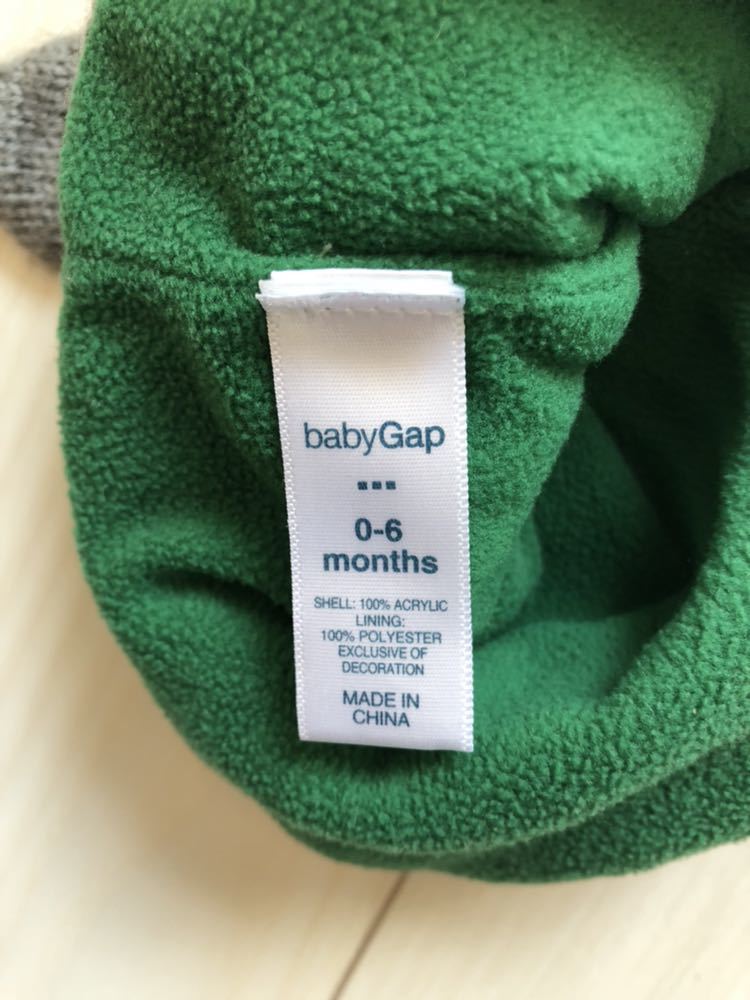 babyGap
0-6
months
SHELL: 100% ACRYLIC
LINING:
100% POLYESTER
EXCLUSIVE OF
DECORATION
MADE IN
CHINA